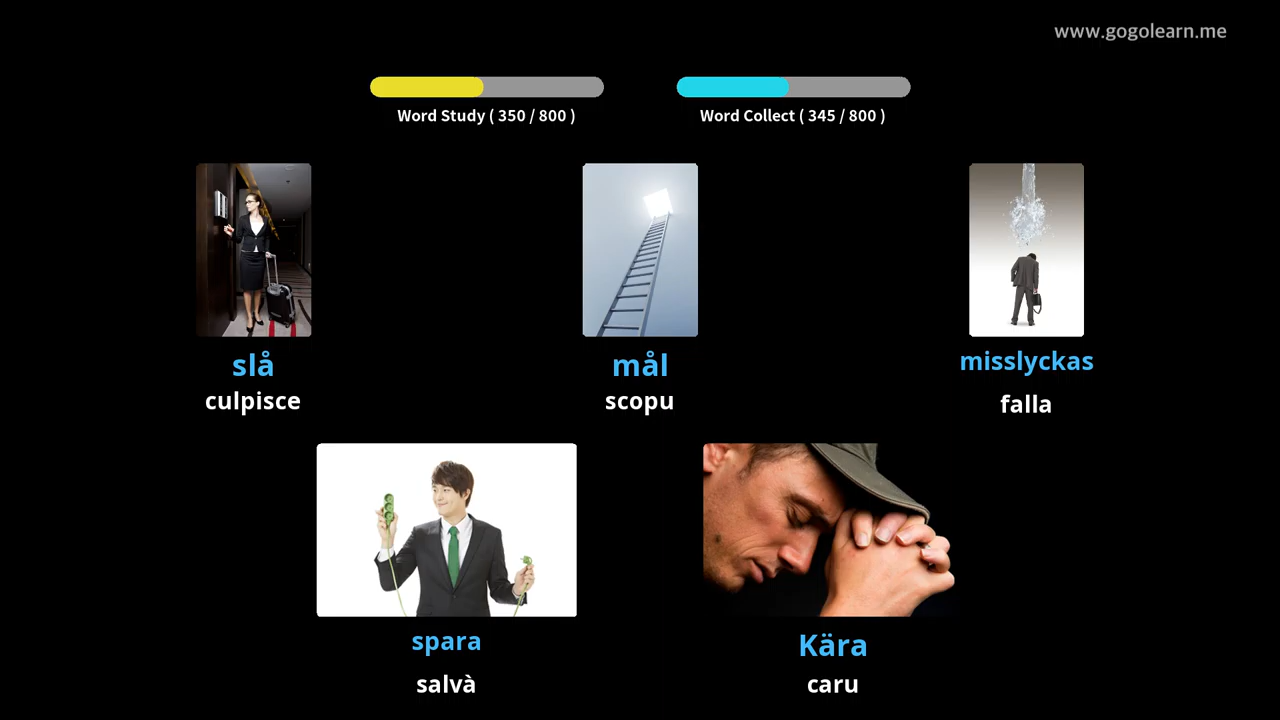 www.gogolearn.me
Word Study ( 350 / 800 )
Word Collect ( 345 / 800 )
slå
culpisce
mål
scopu
misslyckas
falla
spara
salvà
Kära
caru